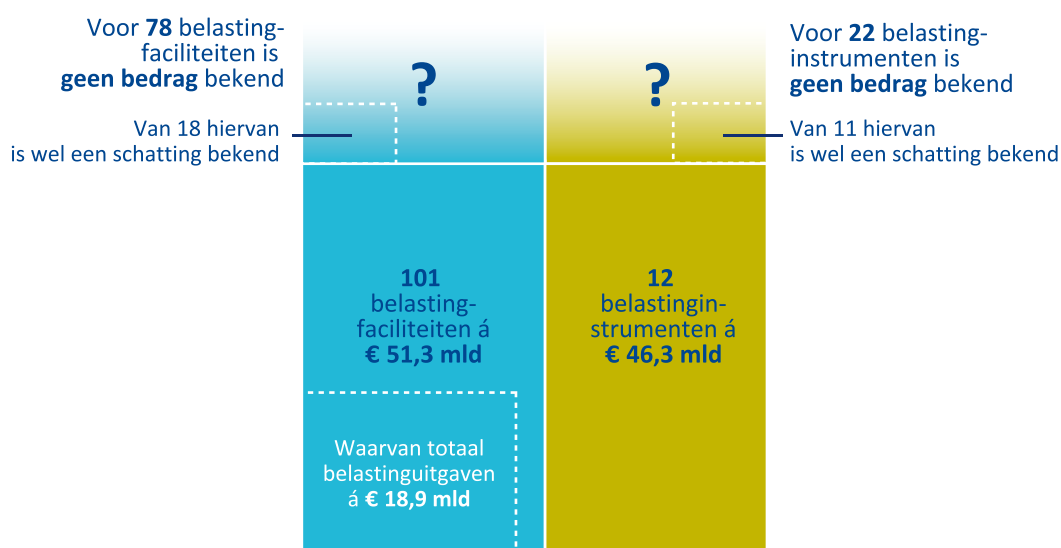 Voor 78 belasting-
faciliteiten is
geen bedrag bekend
Van 18 hiervan
is wel een schatting bekend
?
?
Voor 22 belasting-
instrumenten is
geen bedrag bekend
Van 11 hiervan
is wel een schatting bekend
101
belasting-
faciliteiten á
€ 51,3 mld
12
belastingin-
strumenten á
€ 46,3 mld
Waarvan totaal
belastinguitgaven
á € 18,9 mld